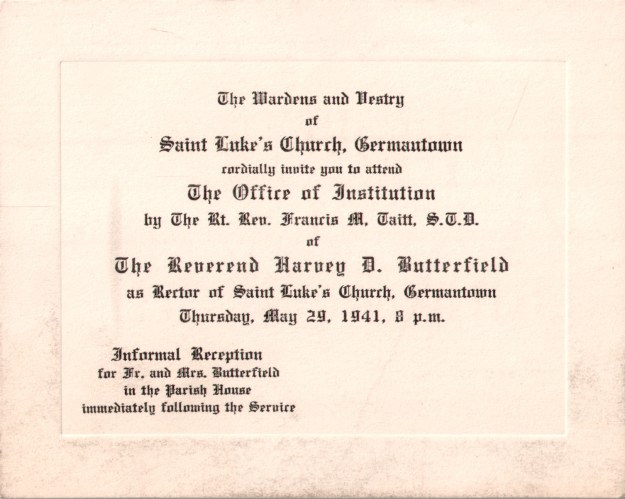 The Wardens and Vestry
of
Saint Luke's Church, Germantown
cordially invite you to attend
The Office of Institution
by The Rt. Rev. Francis M, Taitt, S.T.D.
of
The Reverend Harvey D. Butterfield
as Rector of Saint Luke's Church, Germantown
Thursday, May 29, 1941, 8 p.m.
Informal Reception
for Fr. and Mrs. Butterfield
in the Parish House
immediately following the Service